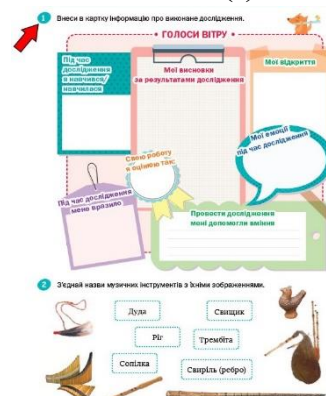 1 Внеси в картку інформацію про виконане дослідження.
• ГОЛОСИ ВІТРУ •
Під час
дослідження
я навчився/
навчилася
Мої висновки
за результатами дослідження
Мої відкриття
Свою роботу
я оцінюю так:
Мої емоції
під час дослідження
Під час дослідження
мене вразило
Провести дослідження
мені допомогли вміння
2 З'єднай назви музичних інструментів з їхніми зображеннями.
Дуда
Свищик
Ріг
Трембіта
Сопілка
Свиріль (ребро)